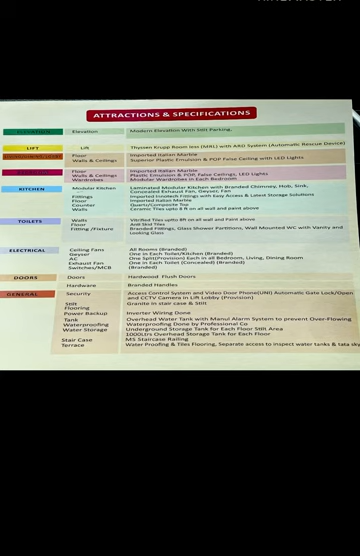 ATTRACTIONS & SPECIFICATIONS
ELEVATION Elevation Modern Elevation With Stilt Parking,
LIFT Lift Thyssen Krupp Room less (MRL) with ARD System (Automatic Rescue Device)
Floor Imported Italian Marble
Walls & Ceilings Superior Plastic Emulsion & POP False Ceiling with LED Lights
Floor Imported Italian Marble
Walls & Ceilings Plastic Emulsion & POP, False Ceilings, LED Lights
Wardrobes Modular Wardrobes in Each Bedroom
KITCHEN Modular Kitchen Laminated Modular Kitchen with Branded Chimney, Hob, Sink,
Concealed Exhaust Fan, Geyser, Fan
Fittings Imported Innotech Fittings with Easy Access & Latest Storage Solutions
Floor Imported Italian Marble
Counter Quartz/Composite Top
Walls Ceramic Tiles upto 8 ft on all wall and paint above
TOILETS Walls Vitrified Tiles upto 8ft on all wall and Paint above
Floor Anti Skid Tiles
Fitting /Fixture Branded Fittings, Glass Shower Partitions, Wall Mounted WC with Vanity and
Looking Glass
ELECTRICAL Ceiling Fans All Rooms (Branded)
Geyser One in Each Toilet/Kitchen (Branded)
AC One Split(Provision) Each in all Bedroom, Living, Dining Room
Exhaust Fan One in Each Toilet (Concealed) (Branded)
Switches/MCB (Branded)
DOORS Doors Hardwood Flush Doors
Hardware Branded Handles
GENERAL Security Access Control System and Video Door Phone(UNI) Automatic Gate Lock/Open
and CCTV Camera in Lift Lobby (Provision)
Stilt Granite in stair case & Stilt
Flooring
Power Backup Inverter Wiring Done
Tank Overhead Water Tank with Manul Alarm System to prevent Over-Flowing
Waterproofing Waterproofing Done by Professional Co
Water Storage Underground Storage Tank for Each Floor Stilt Area
1000Ltrs Overhead Storage Tank for Each Floor
Stair Case MS Staircase Railing
Terrace Water Proofing & Tiles Flooring, Separate access to inspect water tanks & tata sky